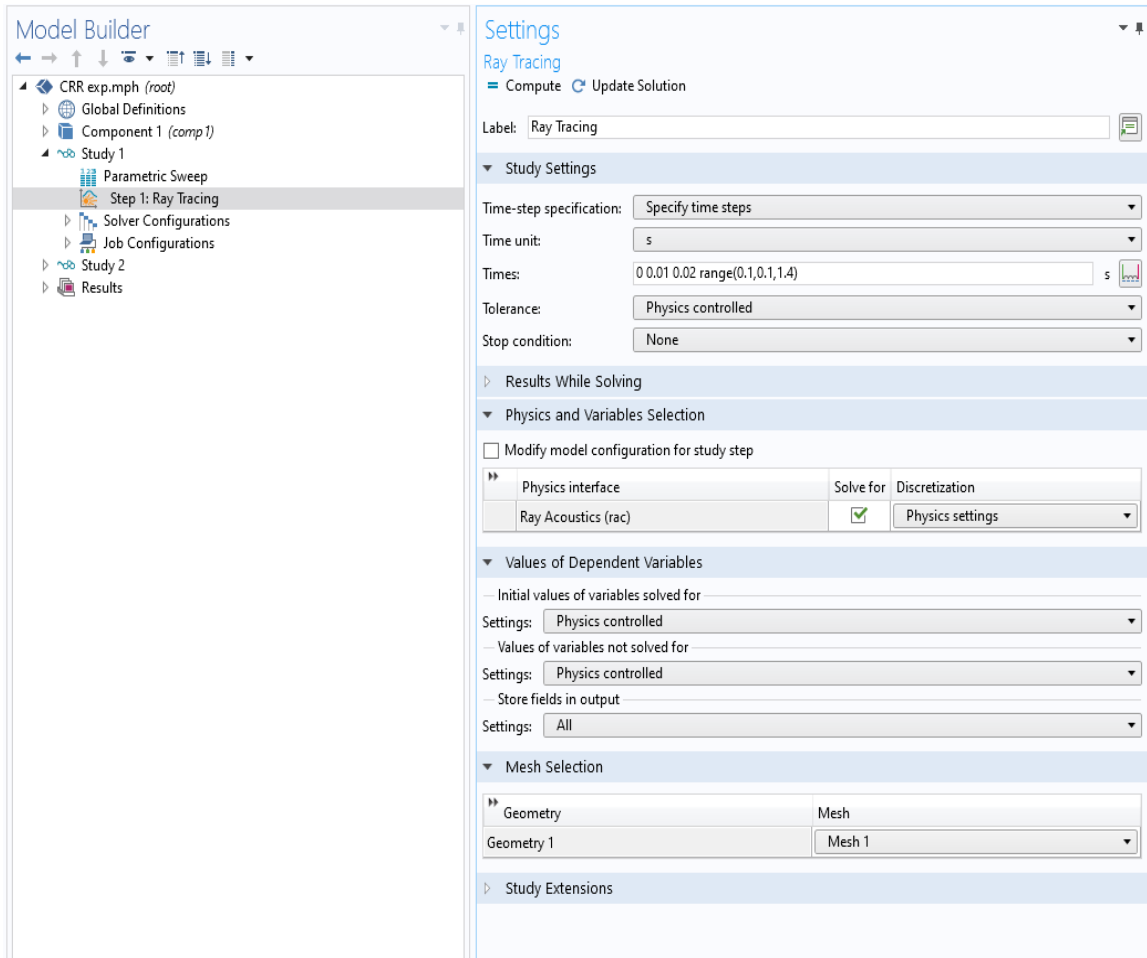 Model Builder
CRR exp.mph (root)
Global Definitions
Component 1 (comp1)
Study 1
Parametric Sweep
Step 1: Ray Tracing
Solver Configurations
Job Configurations
Study 2
Results
Settings
Ray Tracing
= Compute Update Solution
Label: Ray Tracing
Study Settings
Time-step specification: Specify time steps
Time unit: s
Times: 0 0.01 0.02 range(0.1,0.1,1.4) s
Tolerance: Physics controlled
Stop condition: None
Results While Solving
Physics and Variables Selection
Modify model configuration for study step
Physics interface Solve for Discretization
Ray Acoustics (rac) Physics settings
Values of Dependent Variables
Initial values of variables solved for
Settings: Physics controlled
Values of variables not solved for
Settings: Physics controlled
Store fields in output
Settings: All
Mesh Selection
Geometry Mesh
Geometry 1 Mesh 1
Study Extensions